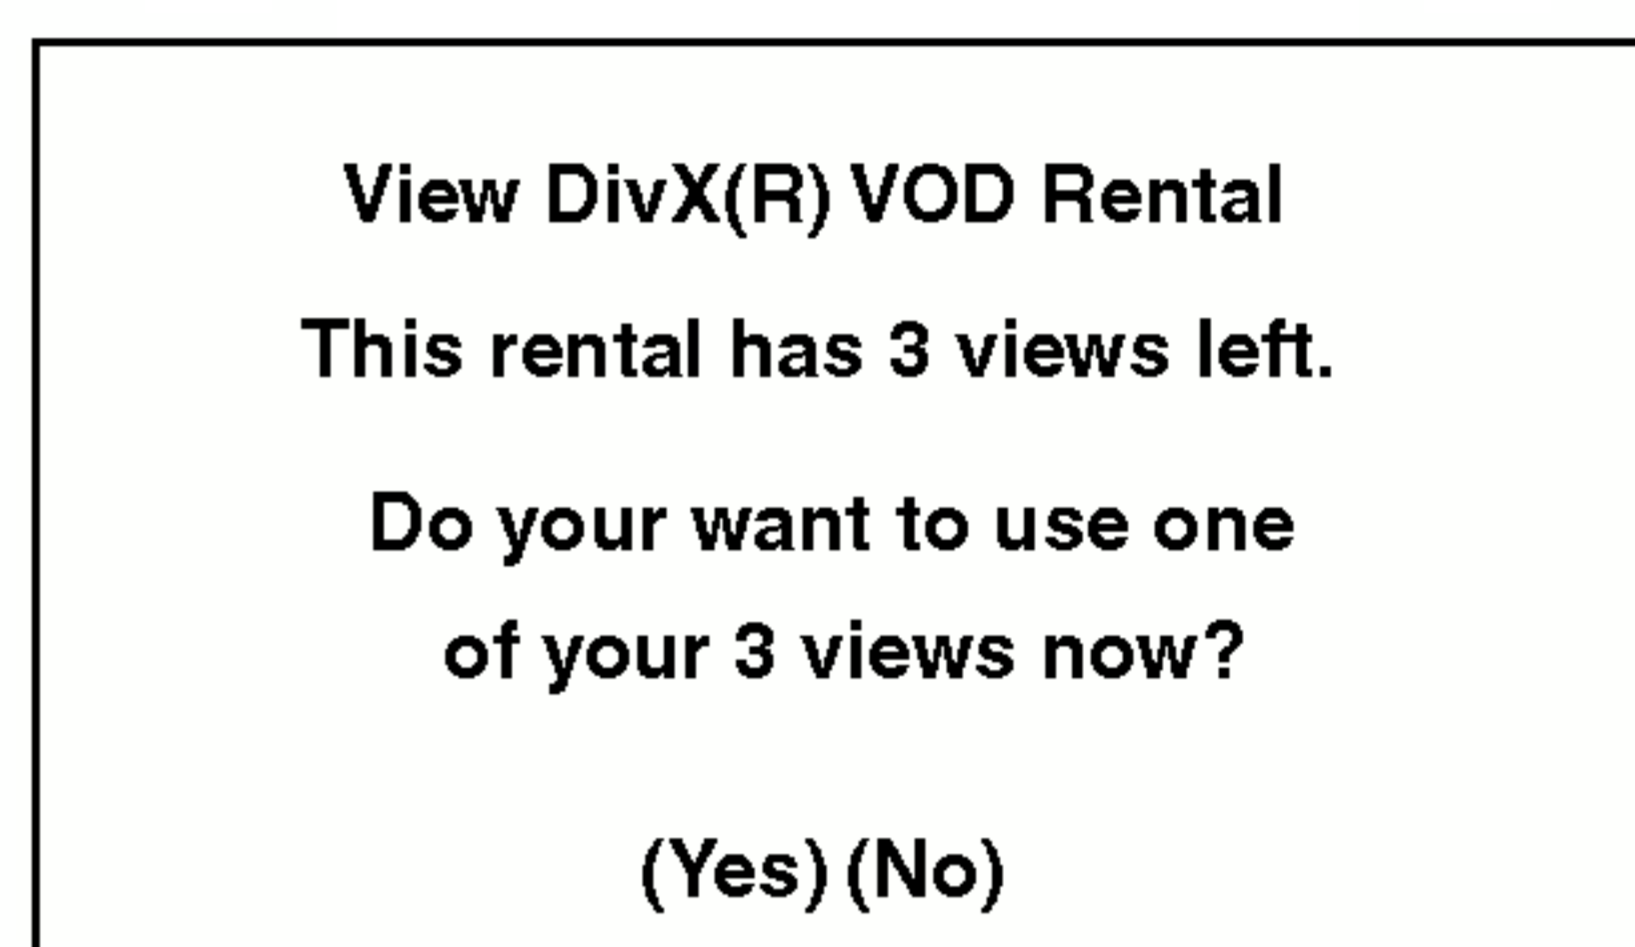 View DivX(R) VOD Rental
This rental has 3 views left.
Do your want to use one
of your 3 views now?
(Yes) (No)